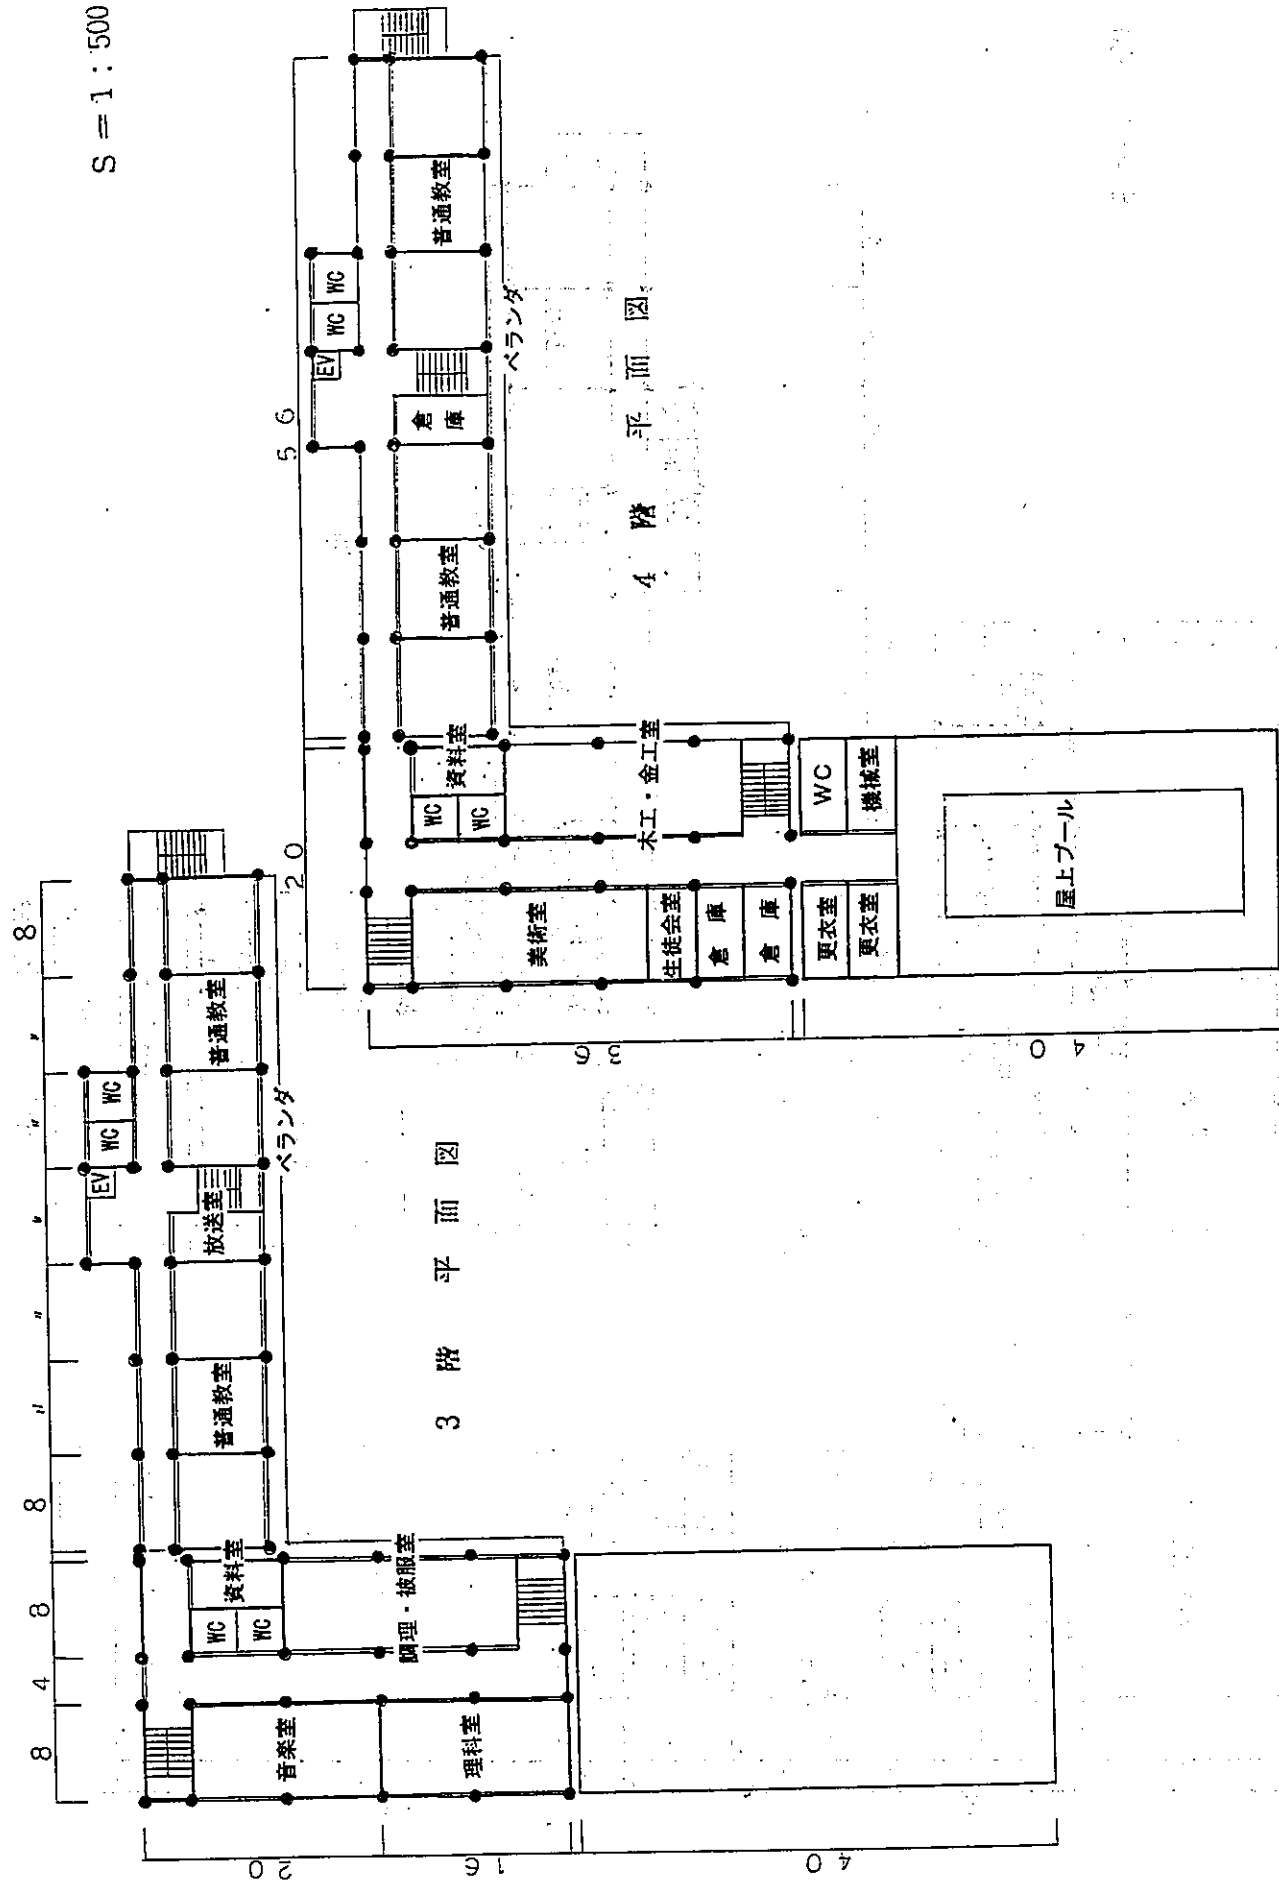 S = 1 : 500
8
4
8
8
〃
〃
〃
〃
〃
8
20
16
40
音楽室
理科室
WC
WC
資料室
調理・被服室
普通教室
放送室
EV
WC
WC
普通教室
ベランダ
3 階 平 面 図
20
56
36
40
美術室
生徒会室
倉 庫
倉 庫
更衣室
更衣室
WC
WC
資料室
木工・金工室
WC
機械室
屋上プール
普通教室
倉 庫
EV
WC
WC
普通教室
ベランダ
4 階 平 面 図